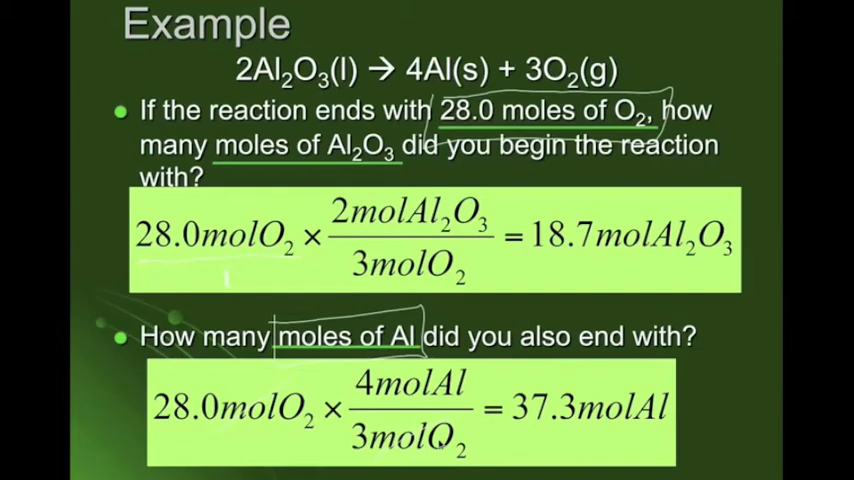 Example
2Al₂O₃(l) → 4Al(s) + 3O₂(g)
If the reaction ends with 28.0 moles of O₂, how
many moles of Al₂O₃ did you begin the reaction
with?
28.0molO₂ × 2molAl₂O₃ / 3molO₂ = 18.7molAl₂O₃
How many moles of Al did you also end with?
28.0molO₂ × 4molAl / 3molO₂ = 37.3molAl